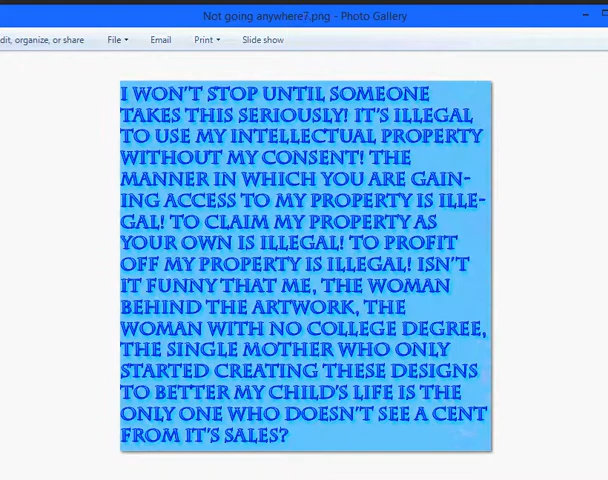 Not going anywhere7.png - Photo Gallery
dit, organize, or share File Email Print Slide show
I WON'T STOP UNTIL SOMEONE
TAKES THIS SERIOUSLY! IT'S ILLEGAL
TO USE MY INTELLECTUAL PROPERTY
WITHOUT MY CONSENT! THE
MANNER IN WHICH YOU ARE GAIN-
ING ACCESS TO MY PROPERTY IS ILLE-
GAL! TO CLAIM MY PROPERTY AS
YOUR OWN IS ILLEGAL! TO PROFIT
OFF MY PROPERTY IS ILLEGAL! ISN'T
IT FUNNY THAT ME, THE WOMAN
BEHIND THE ARTWORK, THE
WOMAN WITH NO COLLEGE DEGREE,
THE SINGLE MOTHER WHO ONLY
STARTED CREATING THESE DESIGNS
TO BETTER MY CHILD'S LIFE IS THE
ONLY ONE WHO DOESN'T SEE A CENT
FROM IT'S SALES?